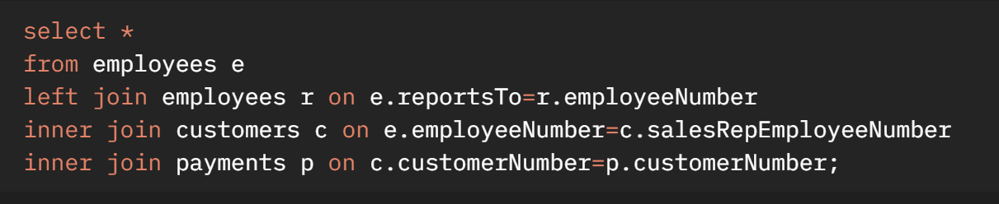 select *
from employees e
left join employees r on e.reportsTo=r.employeeNumber
inner join customers c on e.employeeNumber=c.salesRepEmployeeNumber
inner join payments p on c.customerNumber=p.customerNumber;